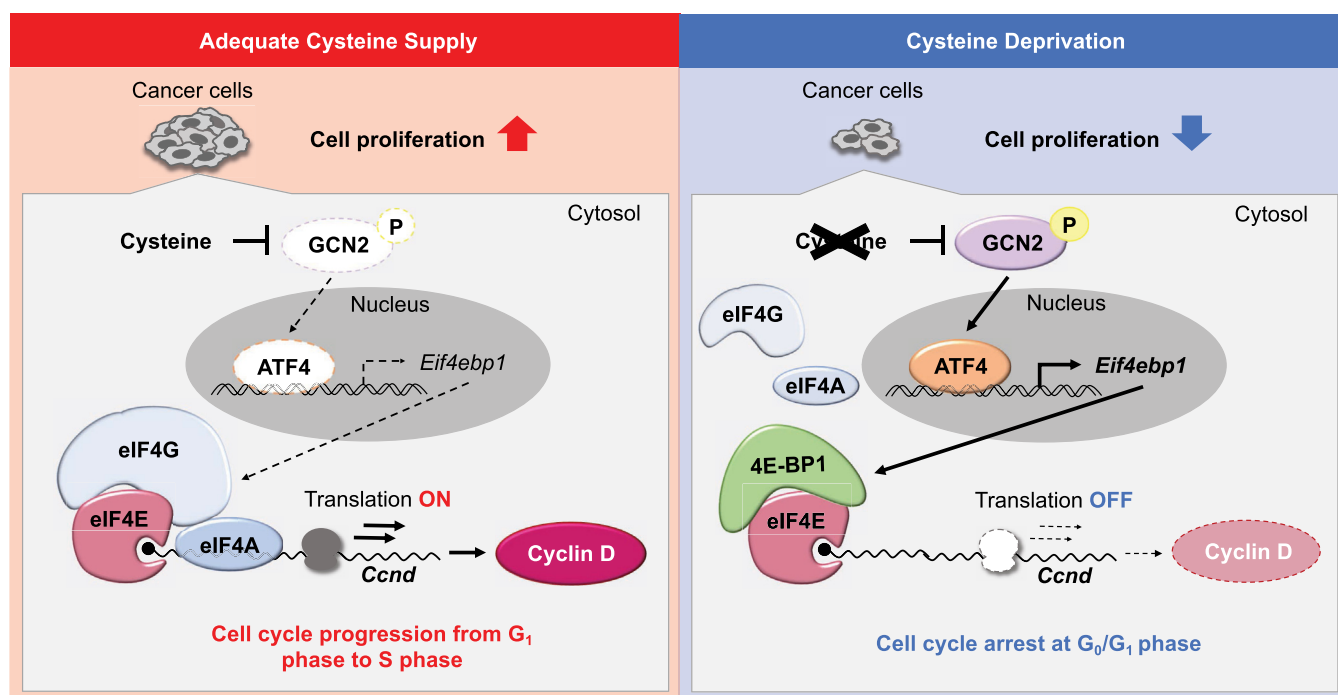 Adequate Cysteine Supply
Cancer cells
Cell proliferation
Cytosol
Cysteine
GCN2
P
Nucleus
ATF4
Eif4ebp1
eIF4G
eIF4E
eIF4A
Translation ON
Ccnd
Cyclin D
Cell cycle progression from G₁
phase to S phase
Cysteine Deprivation
Cancer cells
Cell proliferation
Cytosol
Cysteine
GCN2
P
eIF4G
Nucleus
eIF4A
ATF4
Eif4ebp1
4E-BP1
eIF4E
Translation OFF
Ccnd
Cyclin D
Cell cycle arrest at G₀/G₁ phase